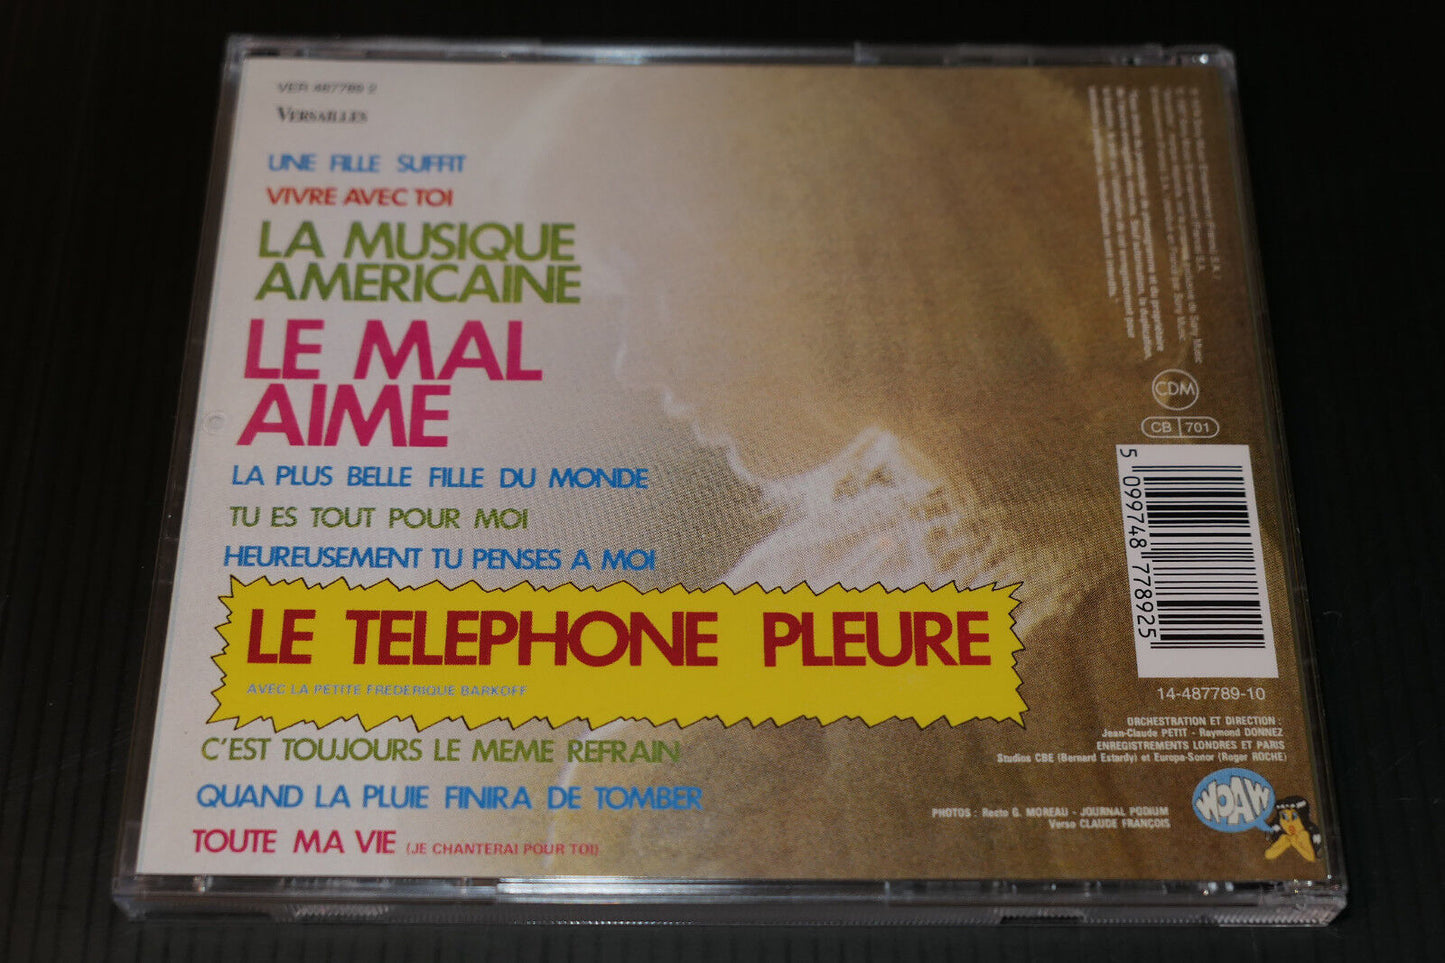 VER 487789 2
VERSAILLES
UNE FILLE SUFFIT
VIVRE AVEC TOI
LA MUSIQUE
AMERICAINE
LE MAL
AIME
LA PLUS BELLE FILLE DU MONDE
TU ES TOUT POUR MOI
HEUREUSEMENT TU PENSES A MOI
LE TELEPHONE PLEURE
AVEC LA PETITE FREDERIQUE BARKOFF
C'EST TOUJOURS LE MEME REFRAIN
QUAND LA PLUIE FINIRA DE TOMBER
TOUTE MA VIE (JE CHANTERAI POUR TOI)
CDM
CB 701
5 099748 778925
14-487789-10
ORCHESTRATION ET DIRECTION :
Jean-Claude PETIT - Raymond DONNEZ
ENREGISTREMENTS LONDRES ET PARIS
Studios CBE (Bernard Estardy) et Europa-Sonor (Roger ROCHE)
PHOTOS : Recto G. MOREAU - JOURNAL PODIUM
Verso CLAUDE FRANÇOIS
WOAW